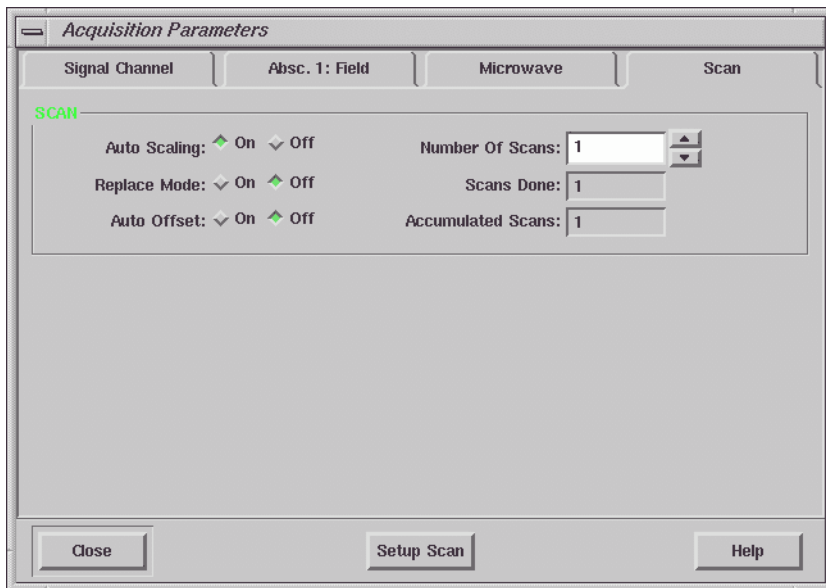 Acquisition Parameters
Signal Channel
Absc. 1: Field
Microwave
Scan
SCAN
Auto Scaling: On Off
Number Of Scans: 1
Replace Mode: On Off
Scans Done: 1
Auto Offset: On Off
Accumulated Scans: 1
Close
Setup Scan
Help